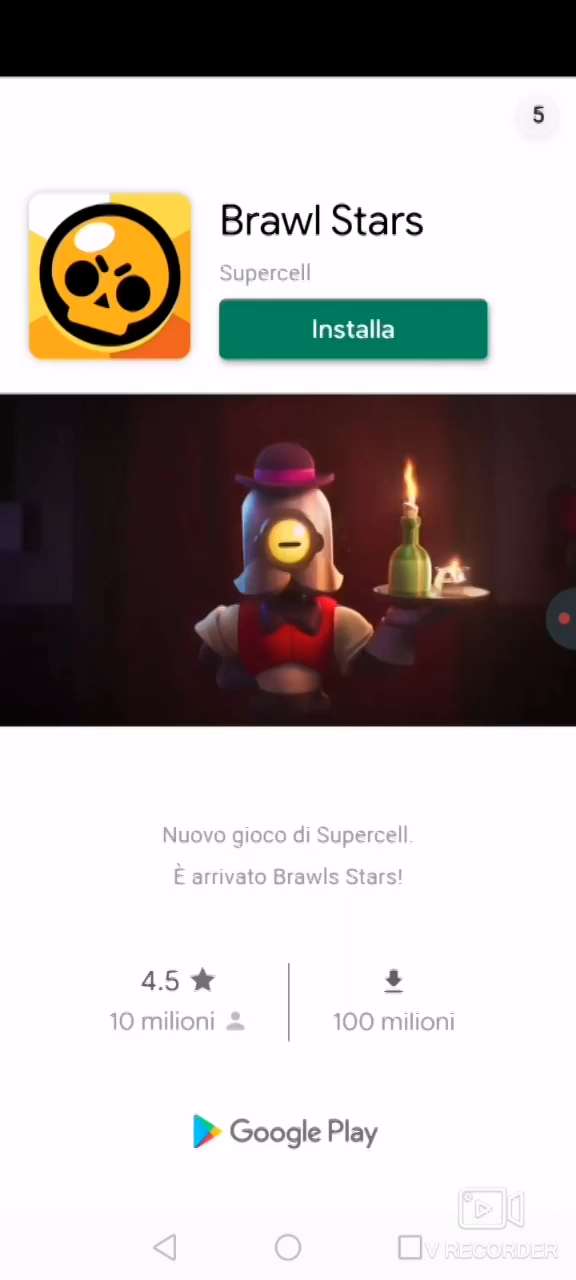 5
Brawl Stars
Supercell
Installa
Nuovo gioco di Supercell.
È arrivato Brawls Stars!
4.5
10 milioni
100 milioni
Google Play
V RECORDER